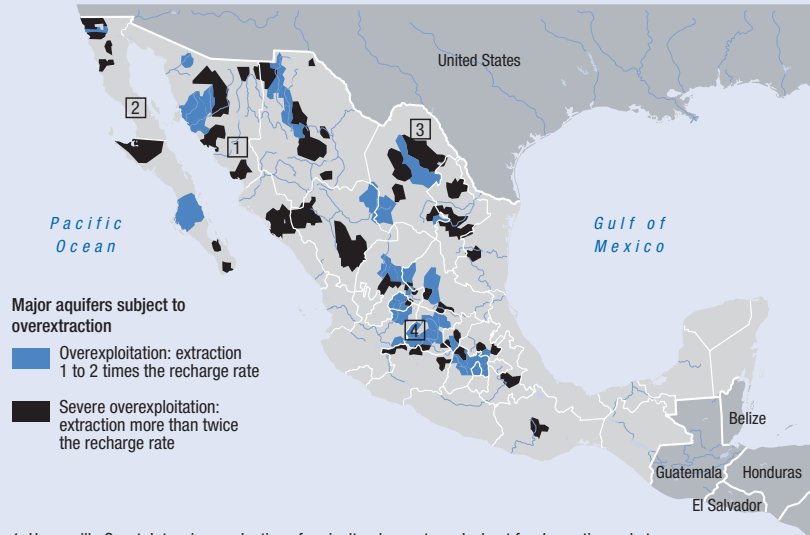 United States
2
3
1
Pacific
Ocean
Gulf of
Mexico
Major aquifers subject to
overextraction
Overexploitation: extraction
1 to 2 times the recharge rate
4
Severe overexploitation:
extraction more than twice
the recharge rate
Belize
Guatemala
Honduras
El Salvador